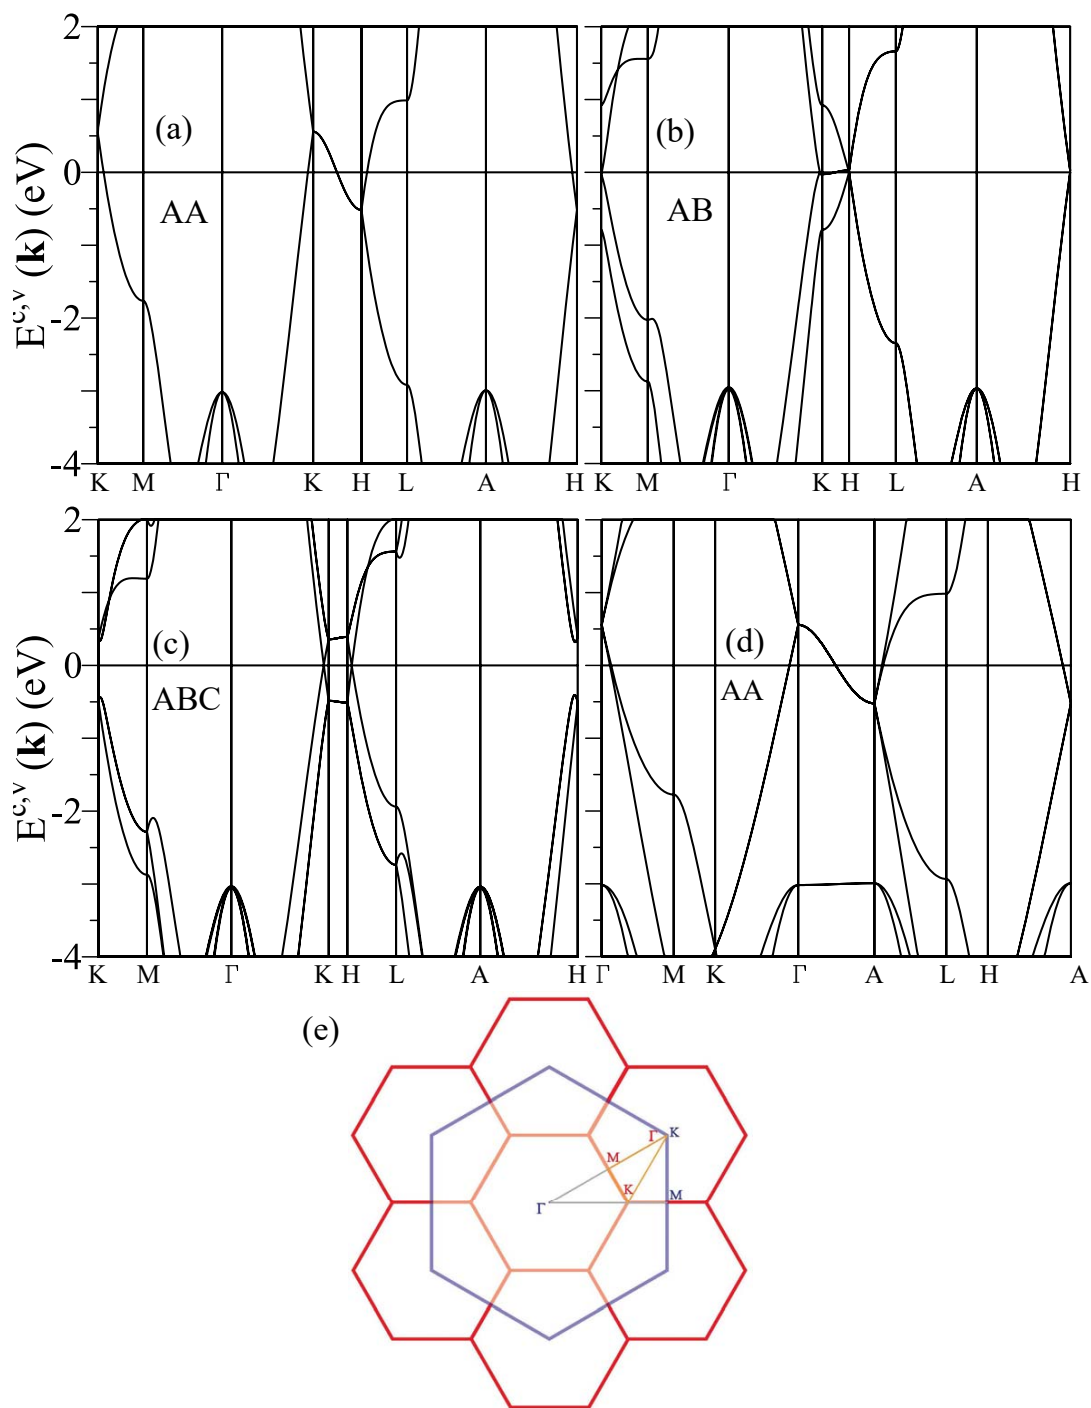 2
0
-2
-4
E^c,v (k) (eV)
(a)
AA
K M Γ K H L A H
(b)
AB
K M Γ K H L A H
2
0
-2
-4
E^c,v (k) (eV)
(c)
ABC
K M Γ K H L A H
(d)
AA
Γ M K Γ A L H A
(e)
Γ K
M
K M
Γ